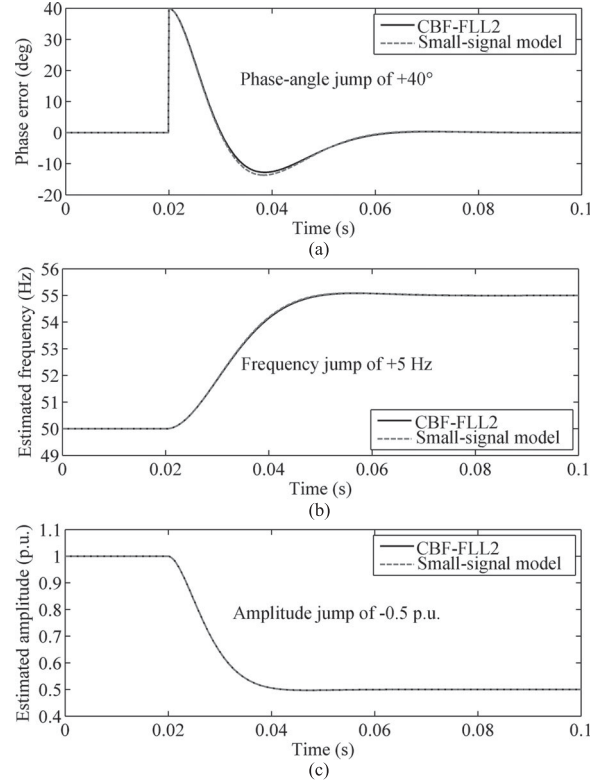 40
30
20
10
0
-10
-20
Phase error (deg)
CBF-FLL2
Small-signal model
Phase-angle jump of +40°
0 0.02 0.04 0.06 0.08 0.1
Time (s)
(a)
56
55
54
53
52
51
50
49
Estimated frequency (Hz)
Frequency jump of +5 Hz
CBF-FLL2
Small-signal model
0 0.02 0.04 0.06 0.08 0.1
Time (s)
(b)
1.1
1
0.9
0.8
0.7
0.6
0.5
0.4
Estimated amplitude (p.u.)
CBF-FLL2
Small-signal model
Amplitude jump of -0.5 p.u.
0 0.02 0.04 0.06 0.08 0.1
Time (s)
(c)